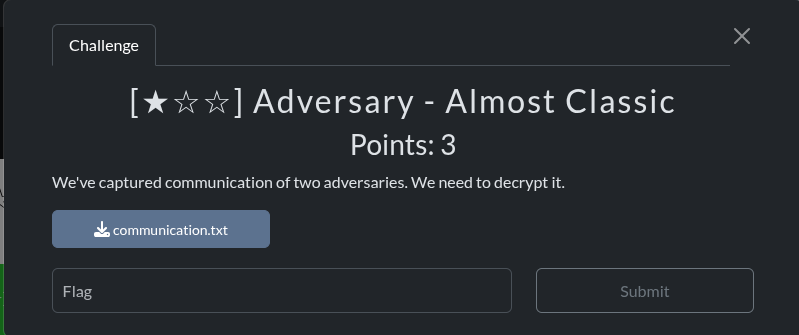 Challenge
[★☆☆] Adversary - Almost Classic
Points: 3
We've captured communication of two adversaries. We need to decrypt it.
communication.txt
Flag
Submit